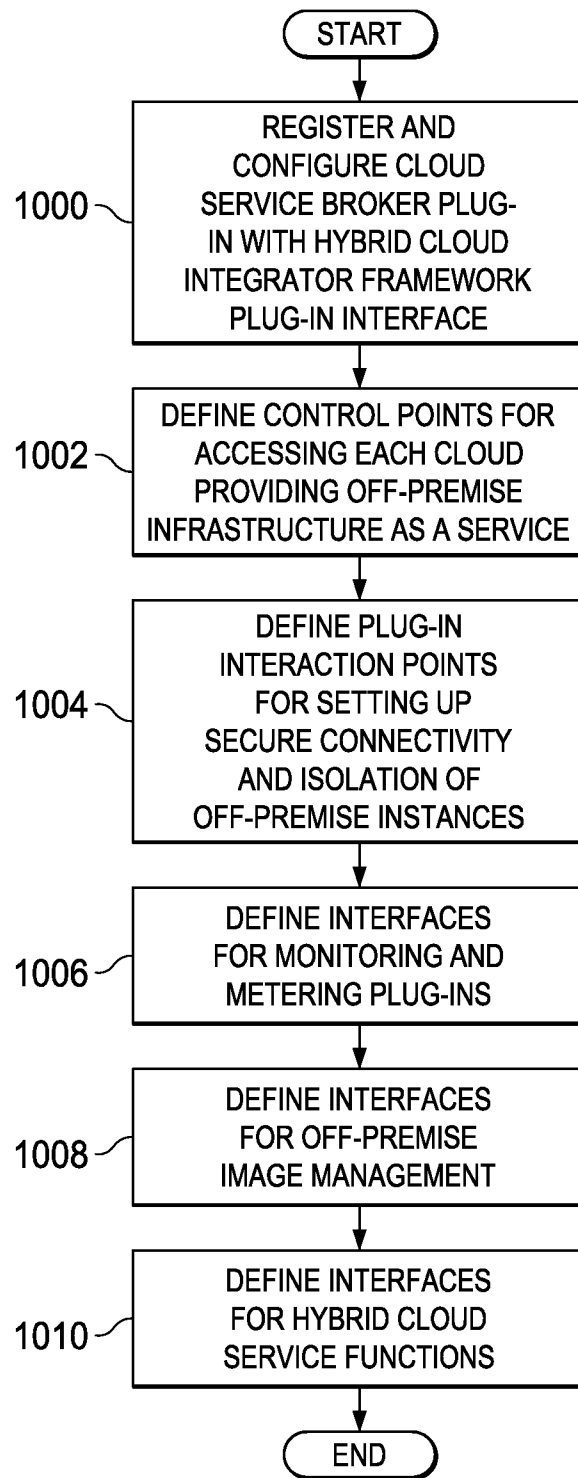 START
1000
REGISTER AND
CONFIGURE CLOUD
SERVICE BROKER PLUG-
IN WITH HYBRID CLOUD
INTEGRATOR FRAMEWORK
PLUG-IN INTERFACE
1002
DEFINE CONTROL POINTS FOR
ACCESSING EACH CLOUD
PROVIDING OFF-PREMISE
INFRASTRUCTURE AS A SERVICE
1004
DEFINE PLUG-IN
INTERACTION POINTS
FOR SETTING UP
SECURE CONNECTIVITY
AND ISOLATION OF
OFF-PREMISE INSTANCES
1006
DEFINE INTERFACES
FOR MONITORING AND
METERING PLUG-INS
1008
DEFINE INTERFACES
FOR OFF-PREMISE
IMAGE MANAGEMENT
1010
DEFINE INTERFACES
FOR HYBRID CLOUD
SERVICE FUNCTIONS
END